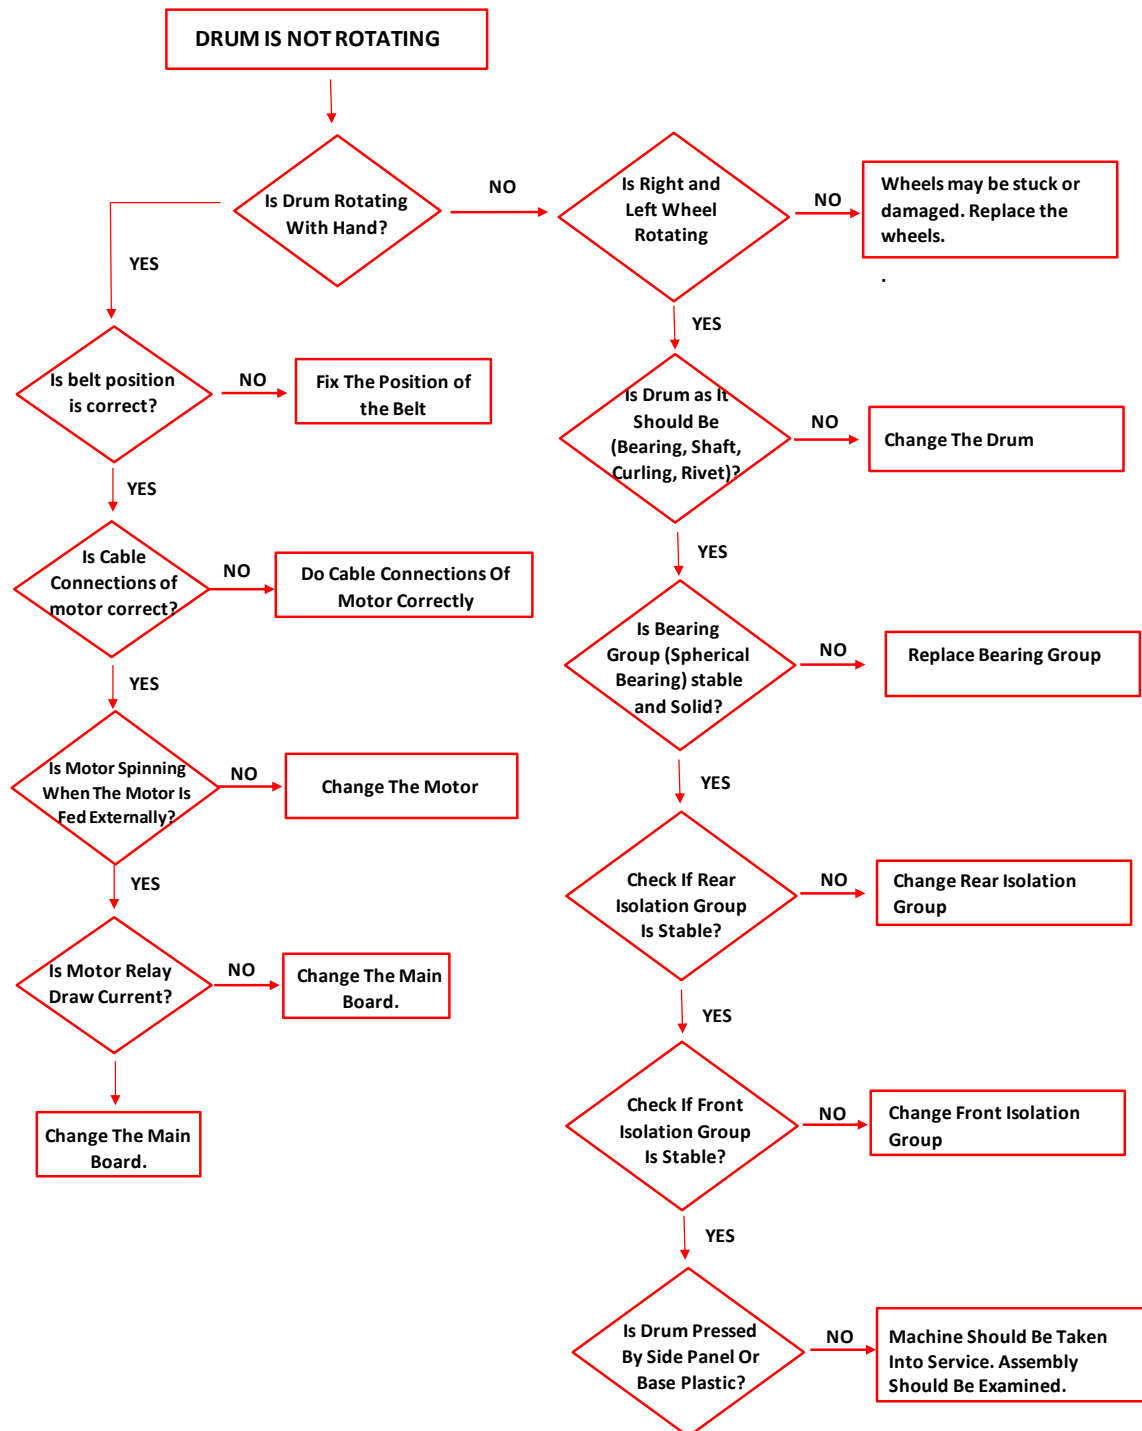 DRUM IS NOT ROTATING
Is Drum Rotating
With Hand?
NO
Is Right and
Left Wheel
Rotating
NO
Wheels may be stuck or
damaged. Replace the
wheels.
.
YES
YES
Is belt position
is correct?
NO
Fix The Position of
the Belt
Is Drum as It
Should Be
(Bearing, Shaft,
Curling, Rivet)?
NO
Change The Drum
YES
YES
Is Cable
Connections of
motor correct?
NO
Do Cable Connections Of
Motor Correctly
Is Bearing
Group (Spherical
Bearing) stable
and Solid?
NO
Replace Bearing Group
YES
YES
Is Motor Spinning
When The Motor Is
Fed Externally?
NO
Change The Motor
YES
Check If Rear
Isolation Group
Is Stable?
NO
Change Rear Isolation
Group
Is Motor Relay
Draw Current?
NO
Change The Main
Board.
YES
Change The Main
Board.
Check If Front
Isolation Group
Is Stable?
NO
Change Front Isolation
Group
YES
Is Drum Pressed
By Side Panel Or
Base Plastic?
NO
Machine Should Be Taken
Into Service. Assembly
Should Be Examined.